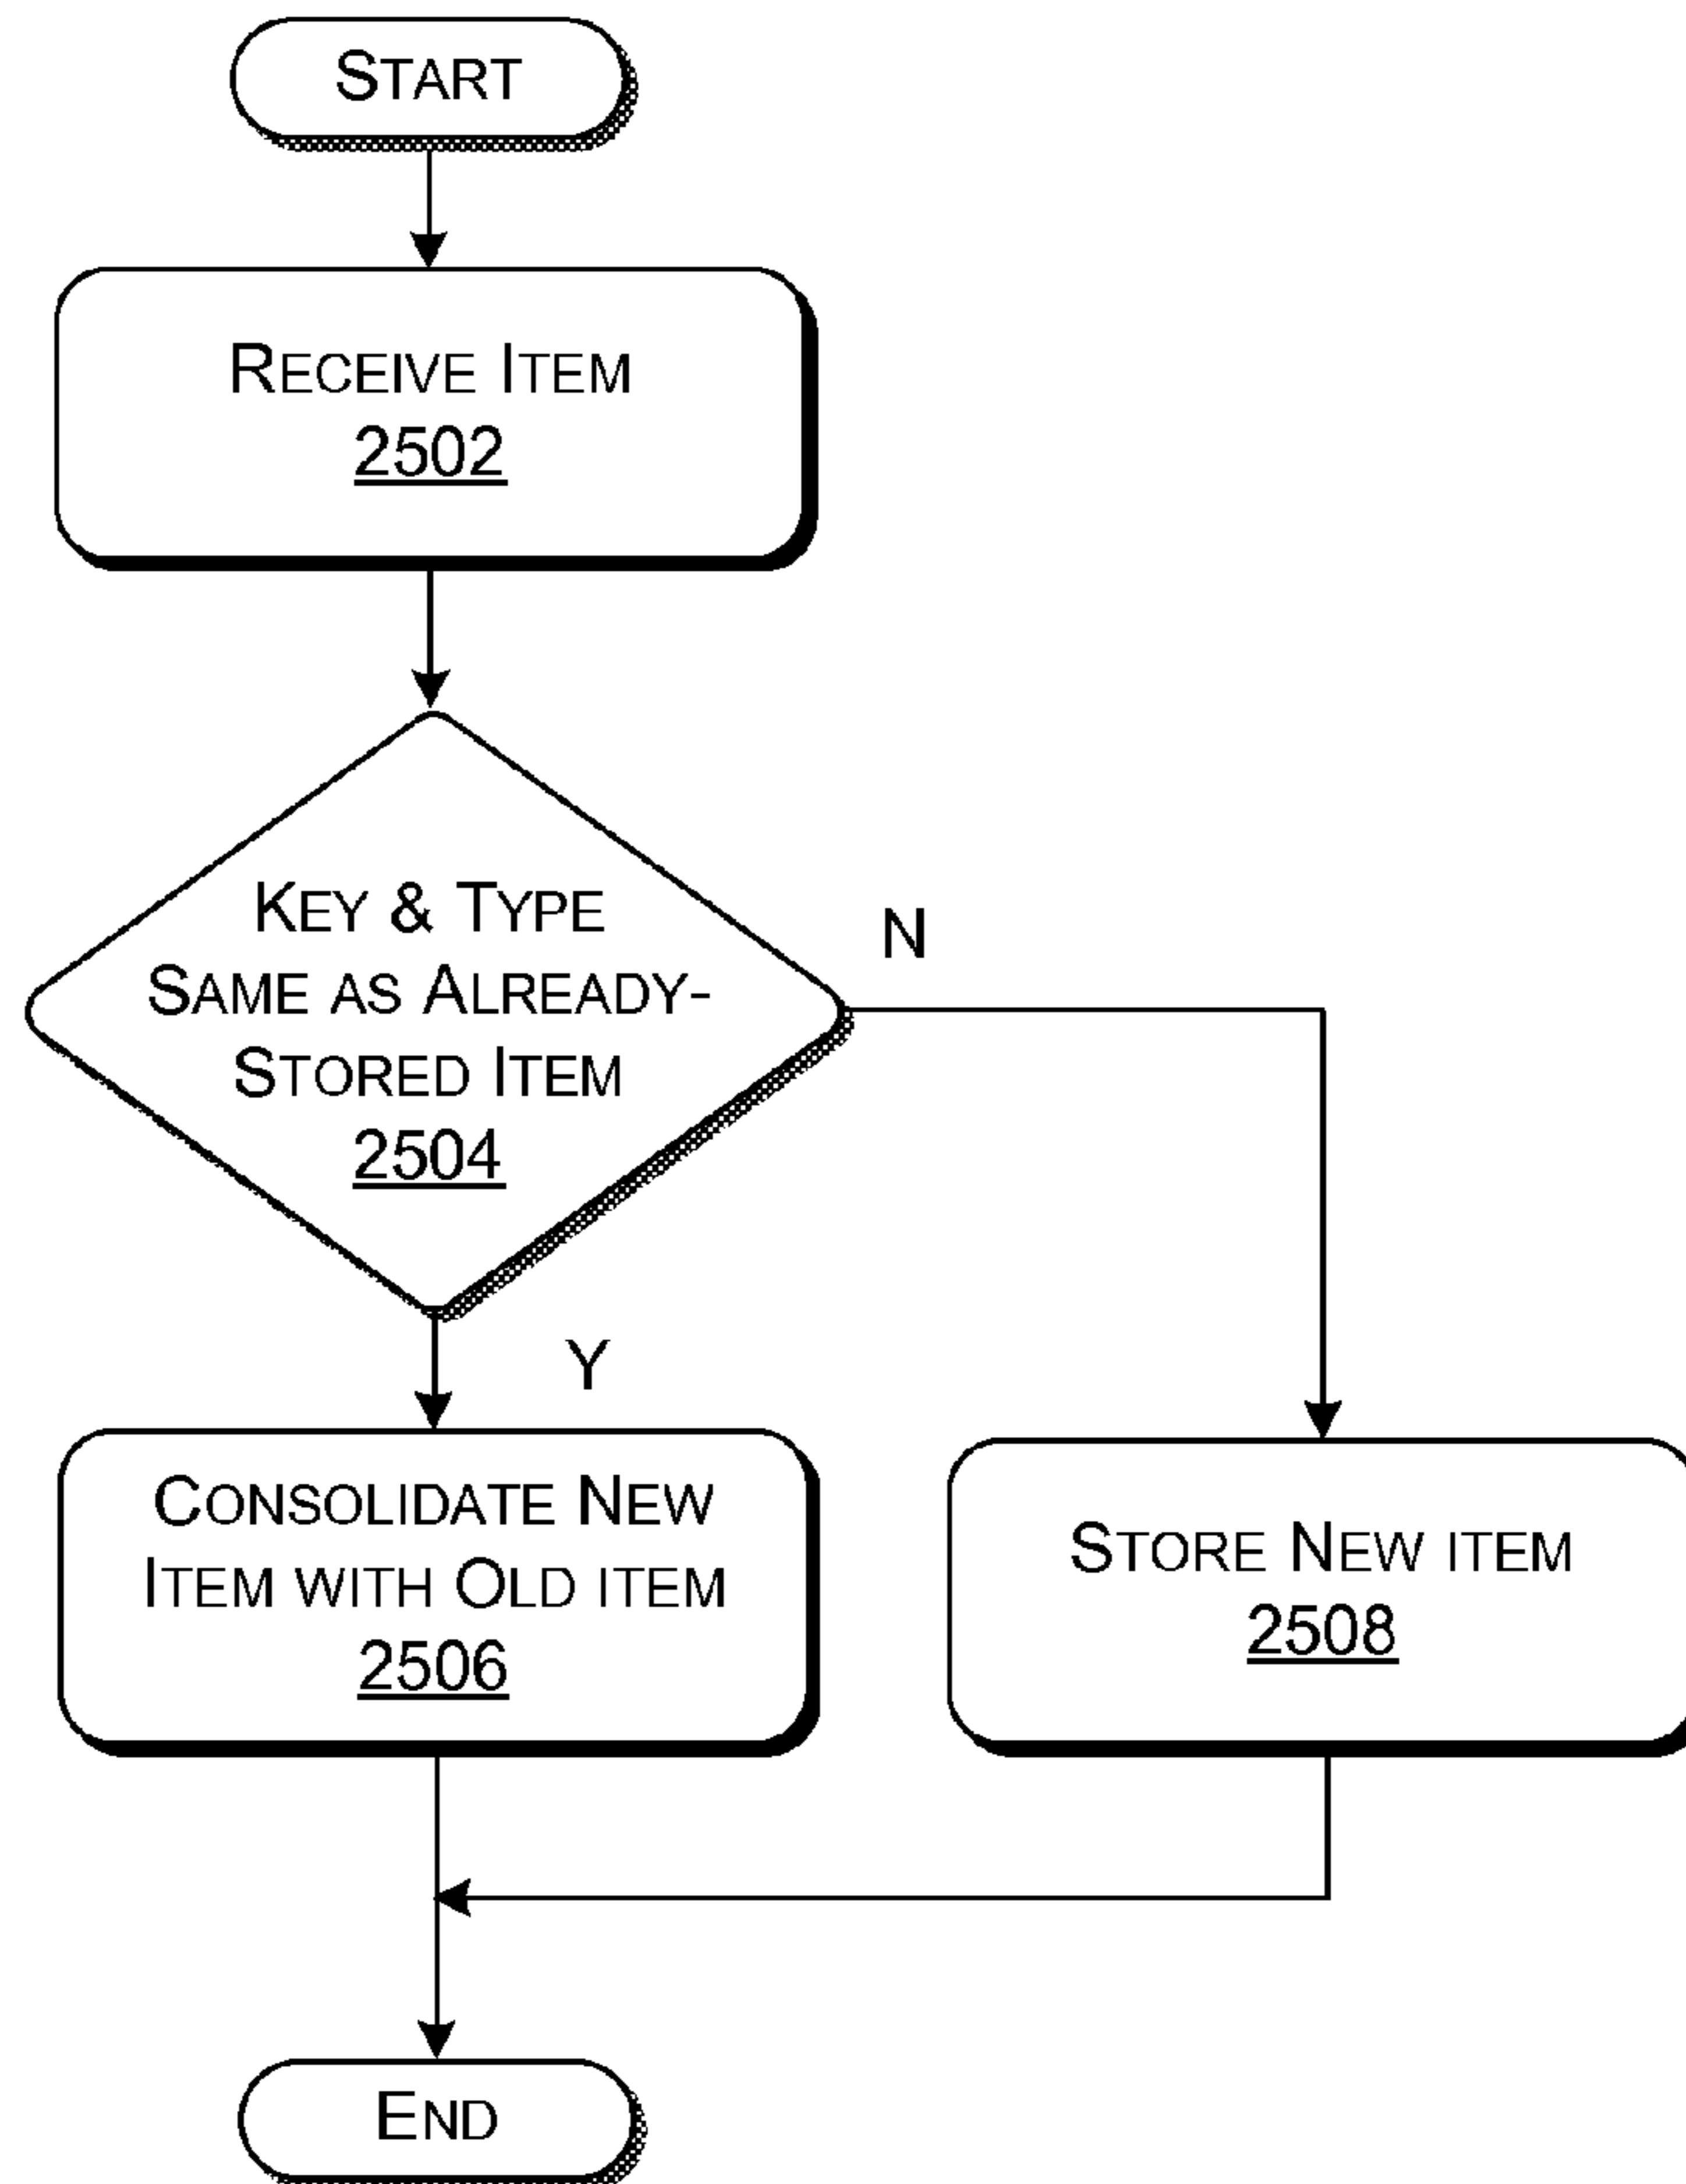 START
RECEIVE ITEM
2502
KEY & TYPE
SAME AS ALREADY-
STORED ITEM
2504
N
Y
CONSOLIDATE NEW
ITEM WITH OLD ITEM
2506
STORE NEW ITEM
2508
END